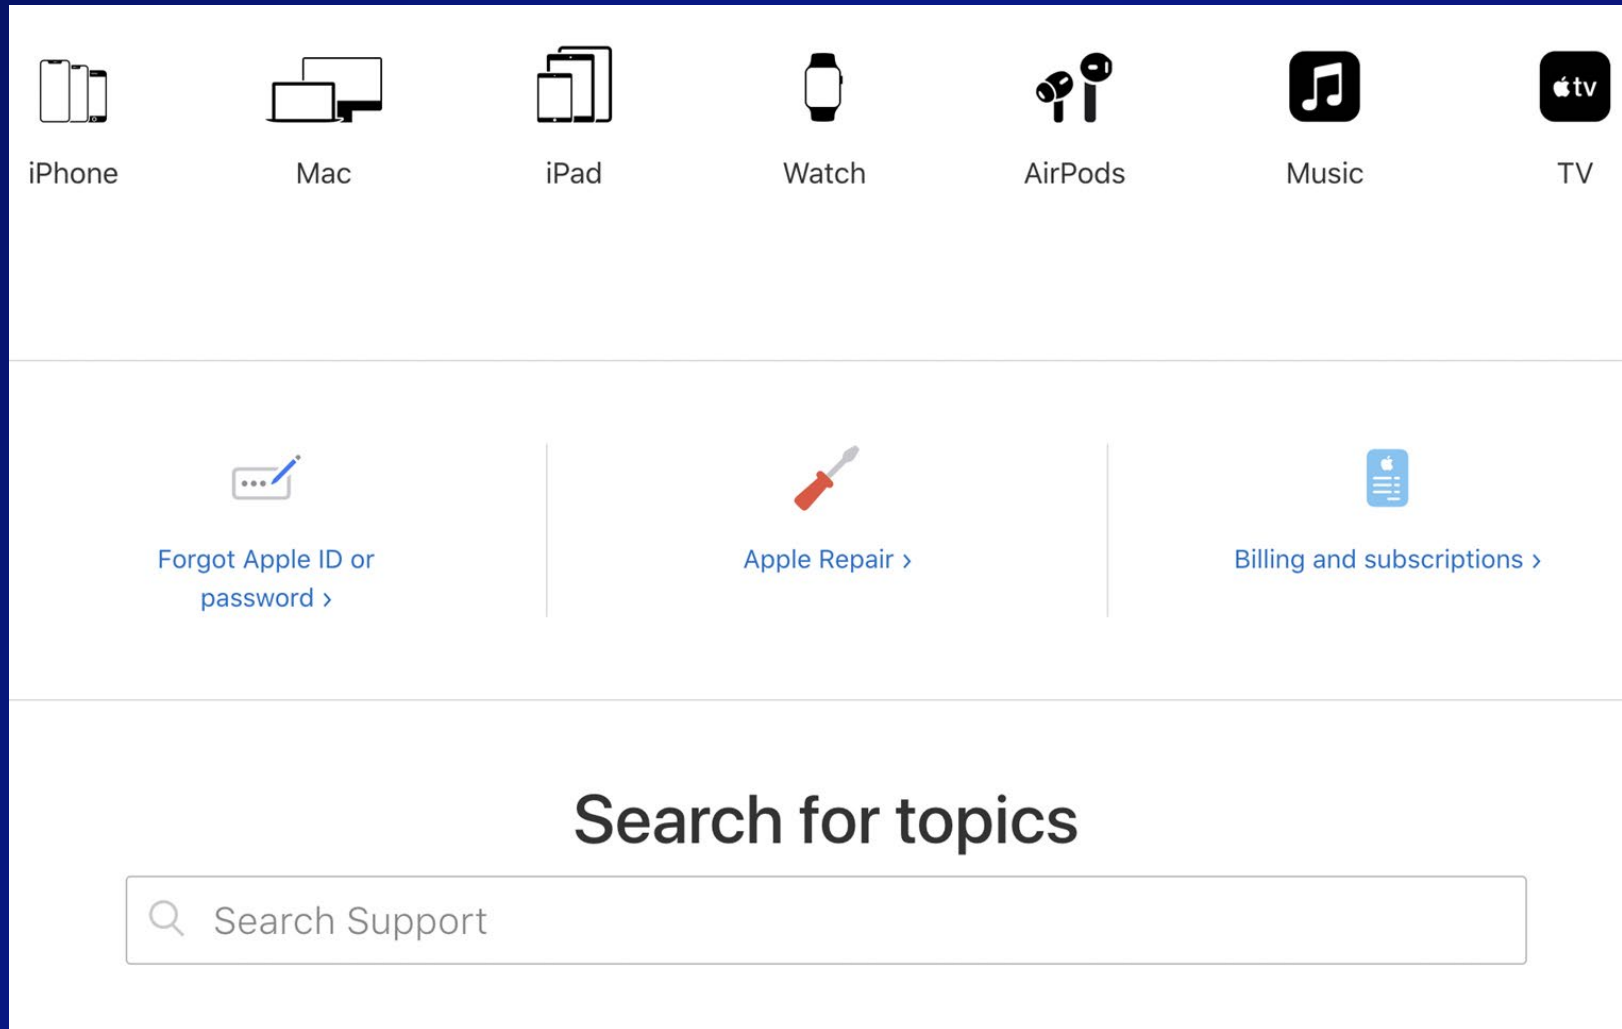 tv
iPhone Mac iPad Watch AirPods Music TV
Forgot Apple ID or
password >
Apple Repair >
Billing and subscriptions >
Search for topics
Search Support